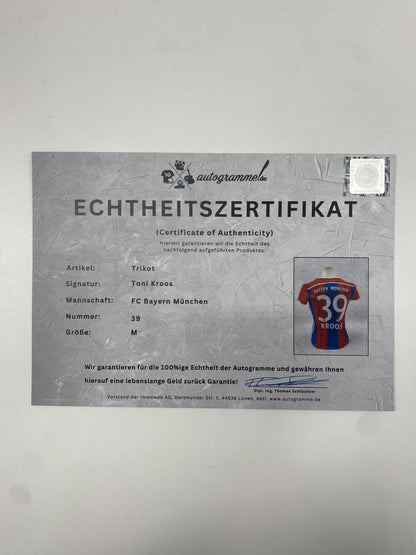 autogramme.de
ECHTHEITSZERTIFIKAT
(Certificate of Authenticity)
Hiermit garantieren wir die Echtheit des
nachfolgend aufgeführten Produktes:
Artikel: Trikot
Signatur: Toni Kroos
Mannschaft: FC Bayern München
Nummer: 39
Größe: M
BAYERN MÜNCHEN
39
KROOS
Wir garantieren für die 100%ige Echtheit der Autogramme und gewähren Ihnen
hierauf eine lebenslange Geld zurück Garantie!
Dipl. Ing. Thomas Schlüchter
Vorstand der Immoweb AG, Dortmunder Str. 5, 44536 Lünen, Abtl. www.autogramme.de